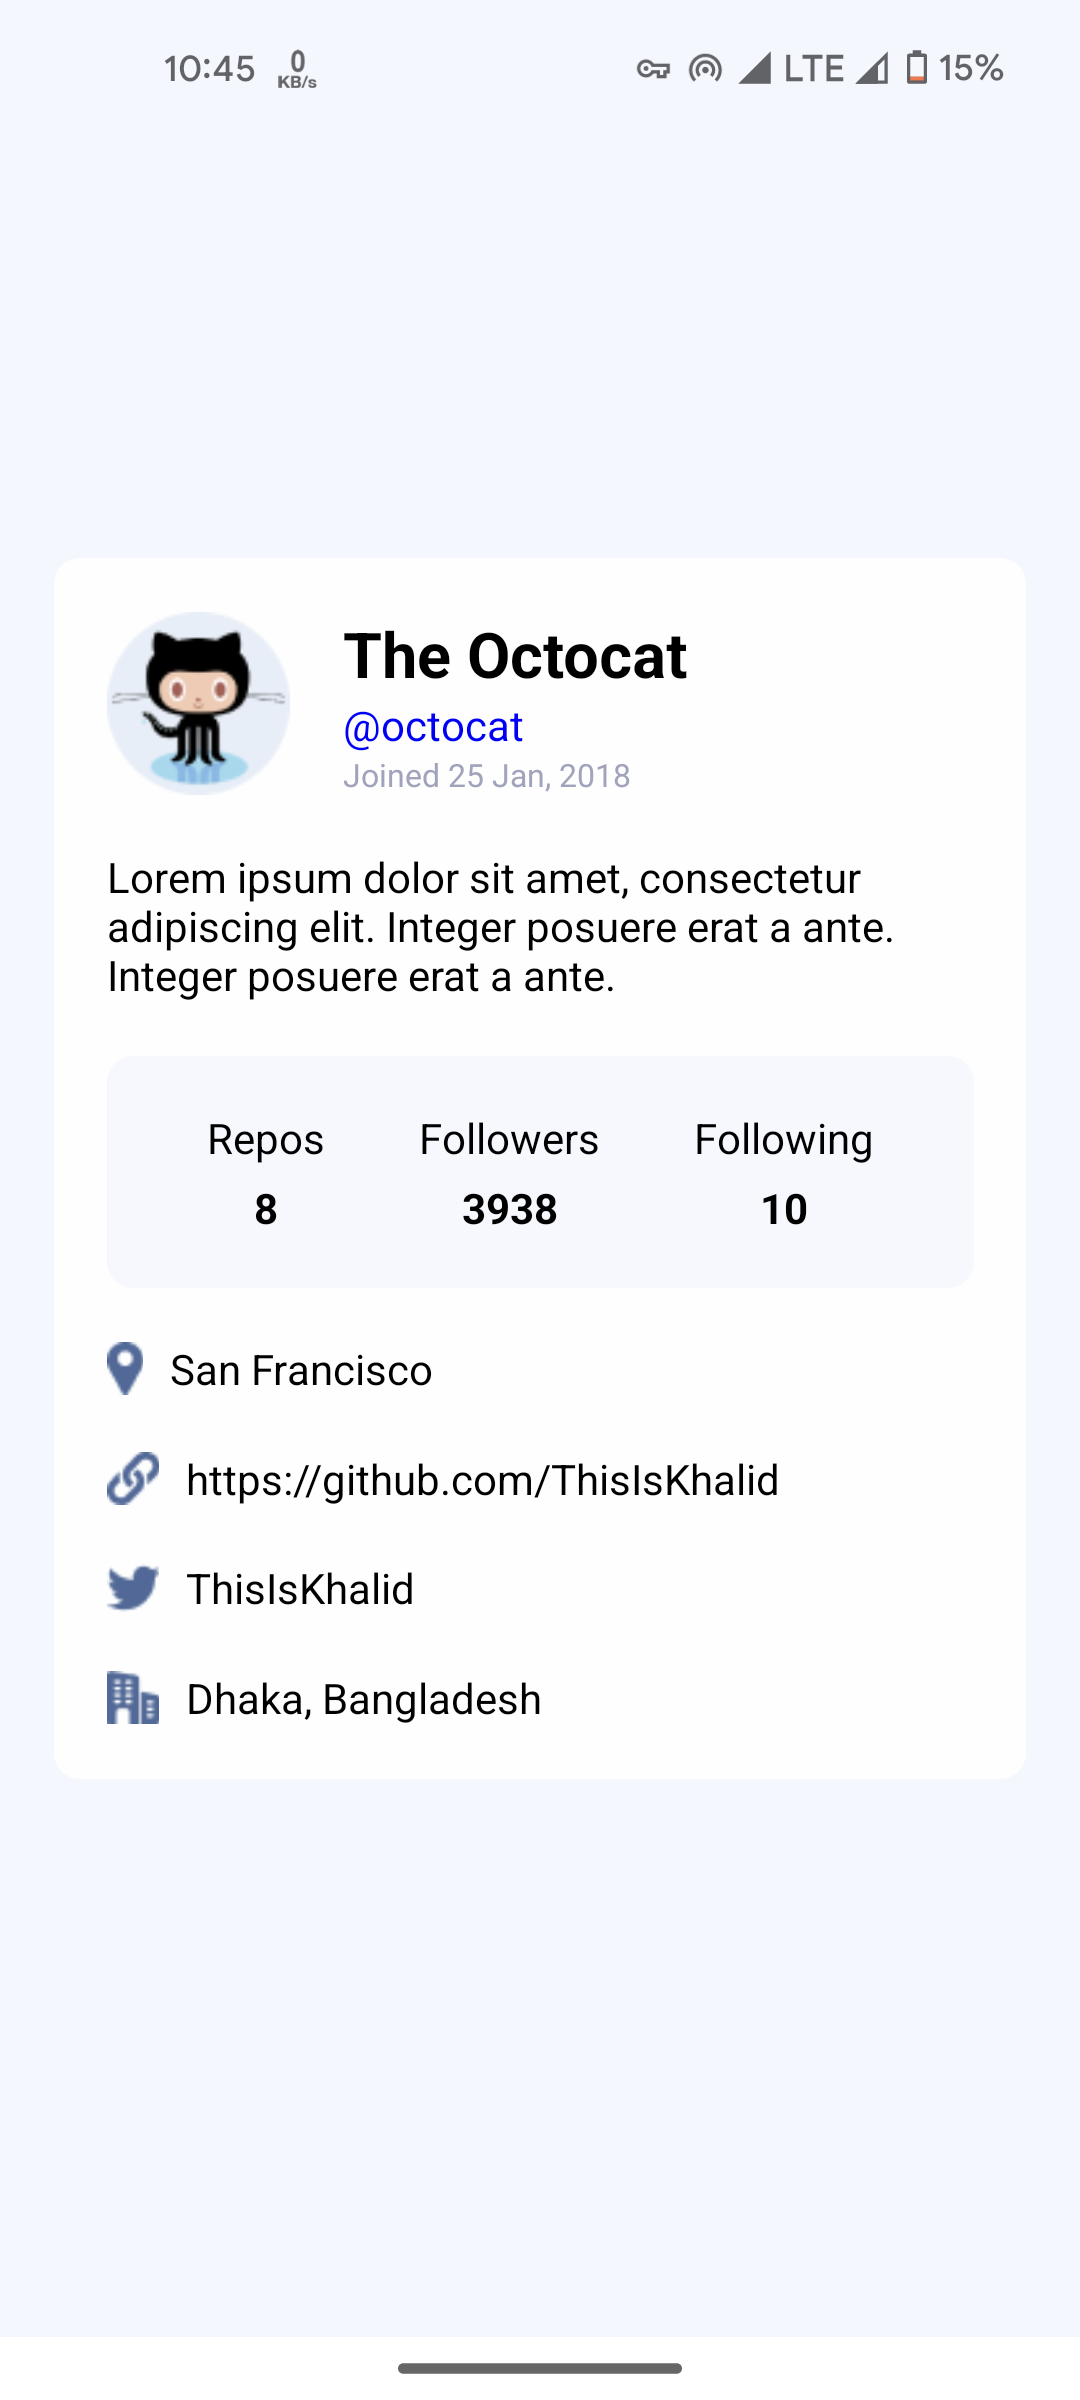 10:45 0 KB/s LTE 15%
The Octocat
@octocat
Joined 25 Jan, 2018
Lorem ipsum dolor sit amet, consectetur
adipiscing elit. Integer posuere erat a ante.
Integer posuere erat a ante.
Repos Followers Following
8 3938 10
San Francisco
https://github.com/ThisIsKhalid
ThisIsKhalid
Dhaka, Bangladesh